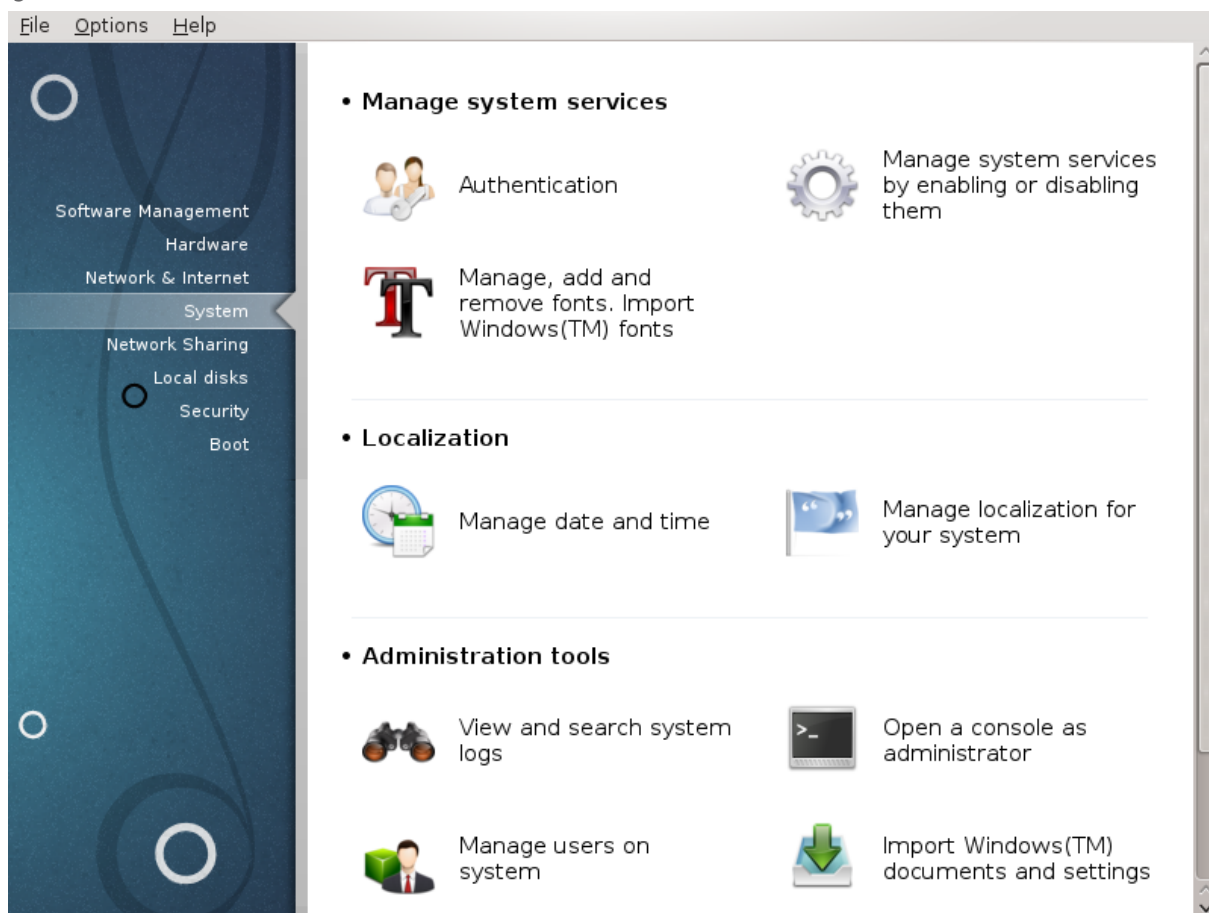 File Options Help
Software Management
Hardware
Network & Internet
System
Network Sharing
Local disks
Security
Boot
• Manage system services
Authentication
Manage system services
by enabling or disabling
them
Manage, add and
remove fonts. Import
Windows(TM) fonts
• Localization
Manage date and time
Manage localization for
your system
• Administration tools
View and search system
logs
Open a console as
administrator
Manage users on
system
Import Windows(TM)
documents and settings